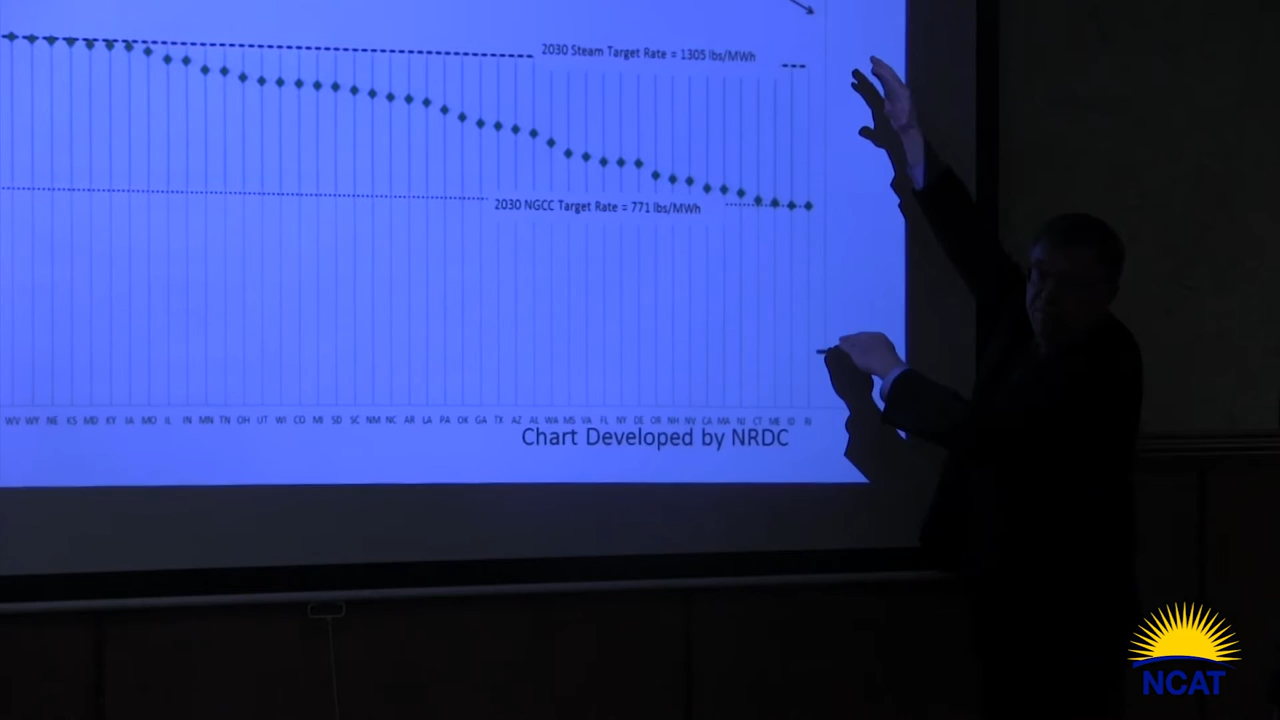 2030 Steam Target Rate = 1305 lbs/MWh
2030 NGCC Target Rate = 771 lbs/MWh
WV WY NE KS MD KY IA MO IL IN MN TN OH UT WI CO MI SD SC NM NC AR LA PA OK GA TX AZ AL WA MS VA FL NY DE OR NH NV CA MA NJ CT ME ID RI
Chart Developed by NRDC
NCAT